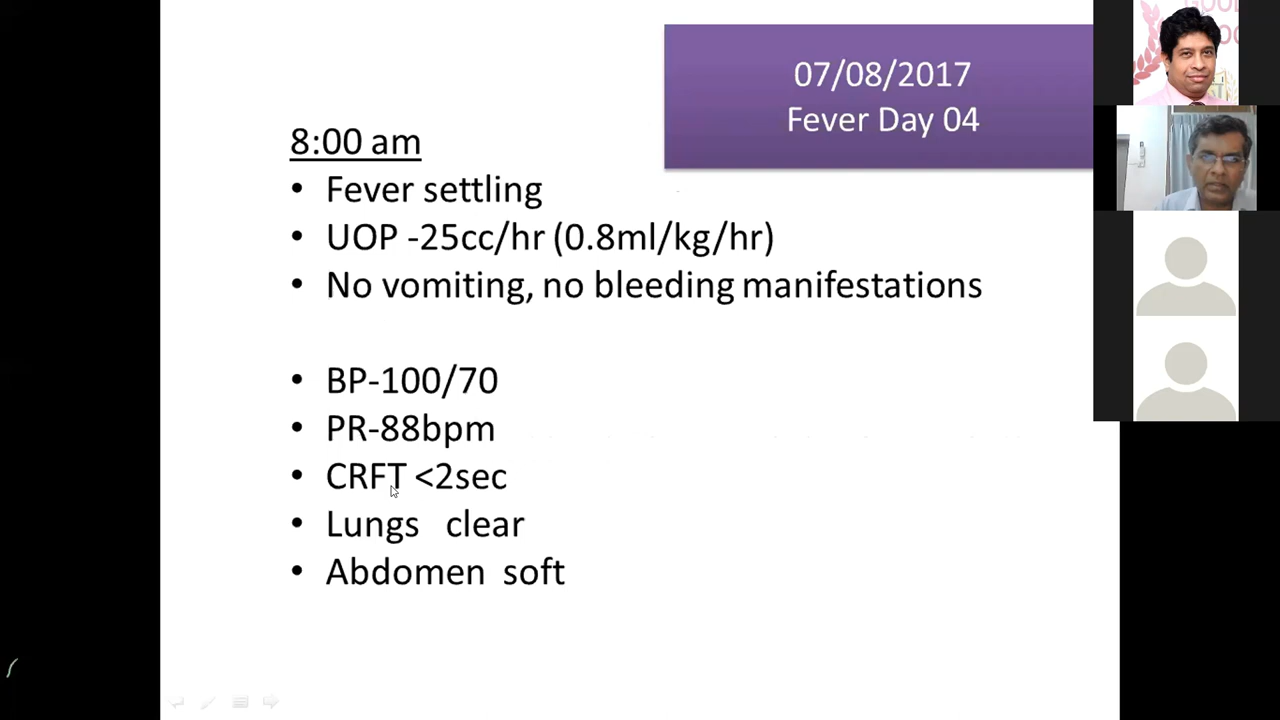 07/08/2017
Fever Day 04
8:00 am
• Fever settling
• UOP -25cc/hr (0.8ml/kg/hr)
• No vomiting, no bleeding manifestations
• BP-100/70
• PR-88bpm
• CRFT <2sec
• Lungs clear
• Abdomen soft